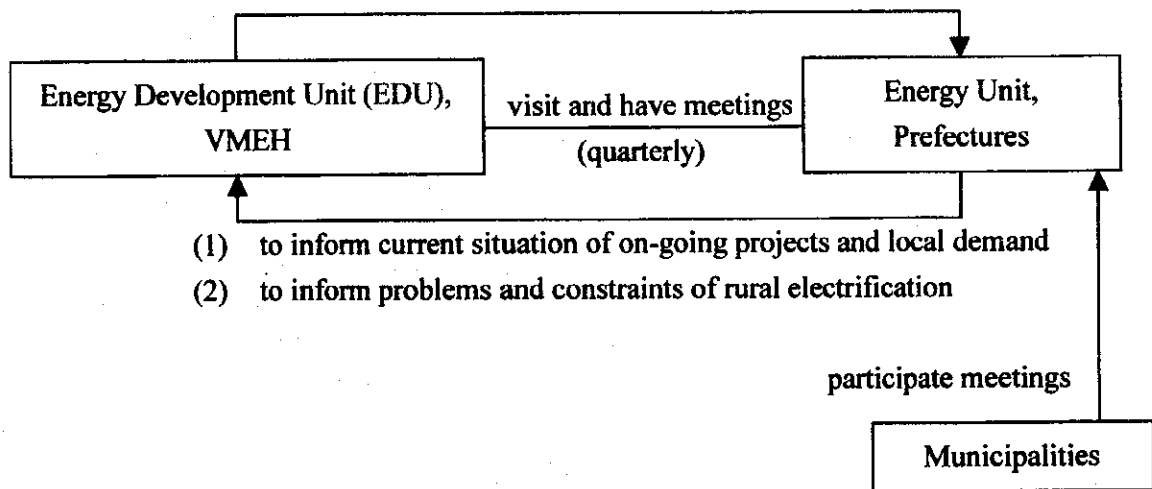 Energy Development Unit (EDU),
VMEH
visit and have meetings
(quarterly)
Energy Unit,
Prefectures
(1) to inform current situation of on-going projects and local demand
(2) to inform problems and constraints of rural electrification
participate meetings
Municipalities